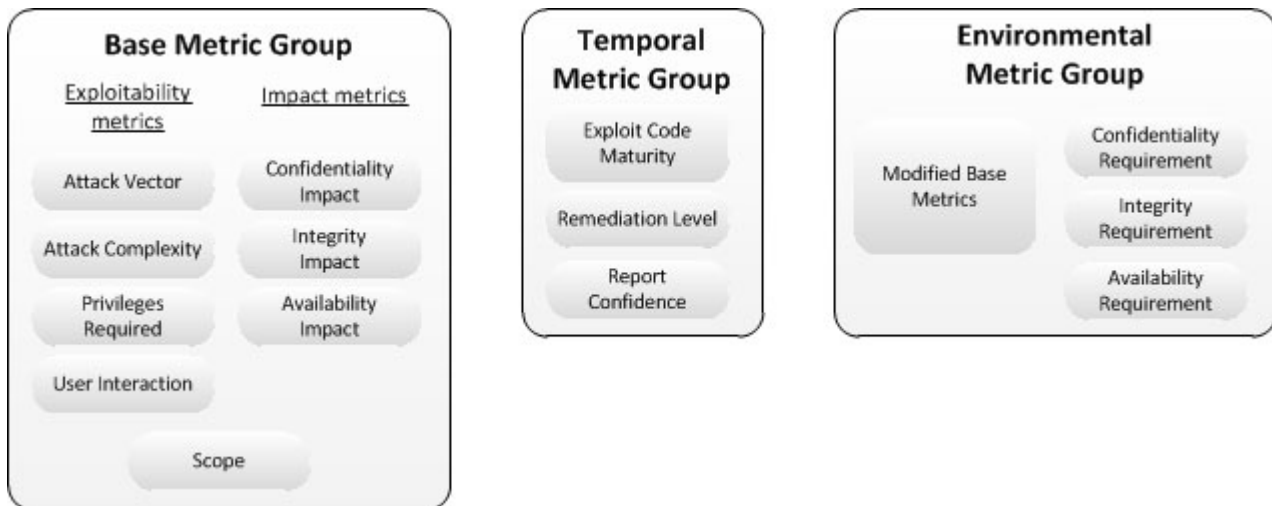 Base Metric Group
Exploitability
metrics
Impact metrics
Attack Vector
Confidentiality
Impact
Attack Complexity
Integrity
Impact
Privileges
Required
Availability
Impact
User Interaction
Scope
Temporal
Metric Group
Exploit Code
Maturity
Remediation Level
Report
Confidence
Environmental
Metric Group
Modified Base
Metrics
Confidentiality
Requirement
Integrity
Requirement
Availability
Requirement